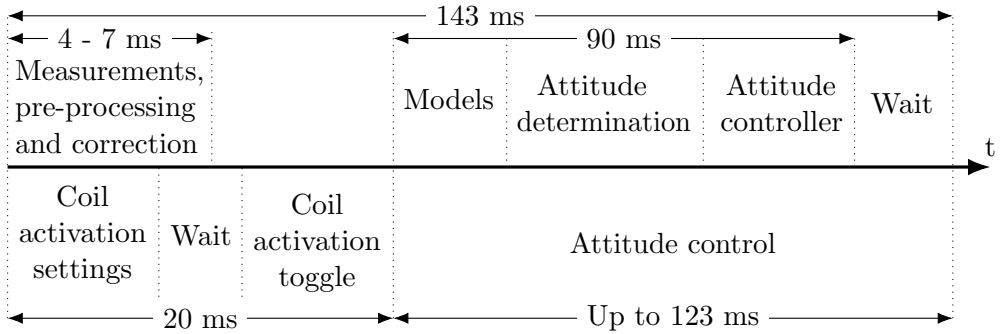 143 ms
4 - 7 ms
90 ms
Measurements,
pre-processing
and correction
Models
Attitude
determination
Attitude
controller
Wait
t
Coil
activation
settings
Wait
Coil
activation
toggle
Attitude control
20 ms
Up to 123 ms